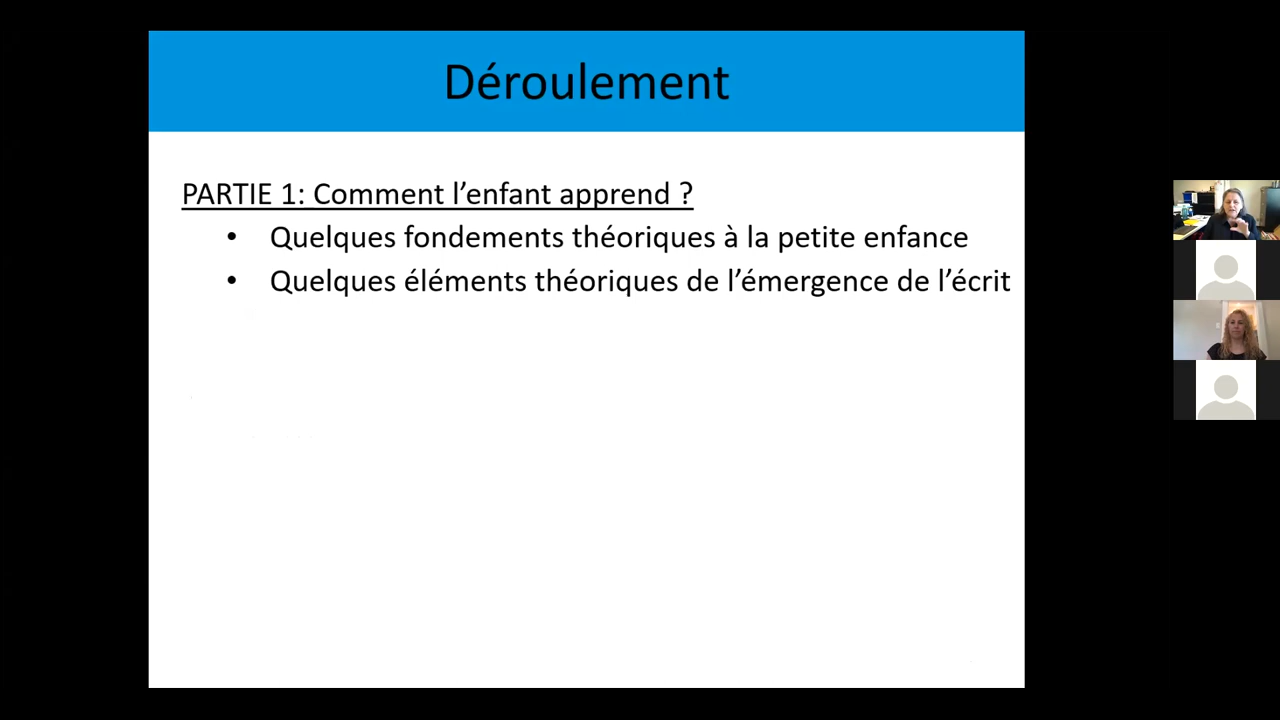 Déroulement
PARTIE 1: Comment l’enfant apprend ?
• Quelques fondements théoriques à la petite enfance
• Quelques éléments théoriques de l’émergence de l’écrit